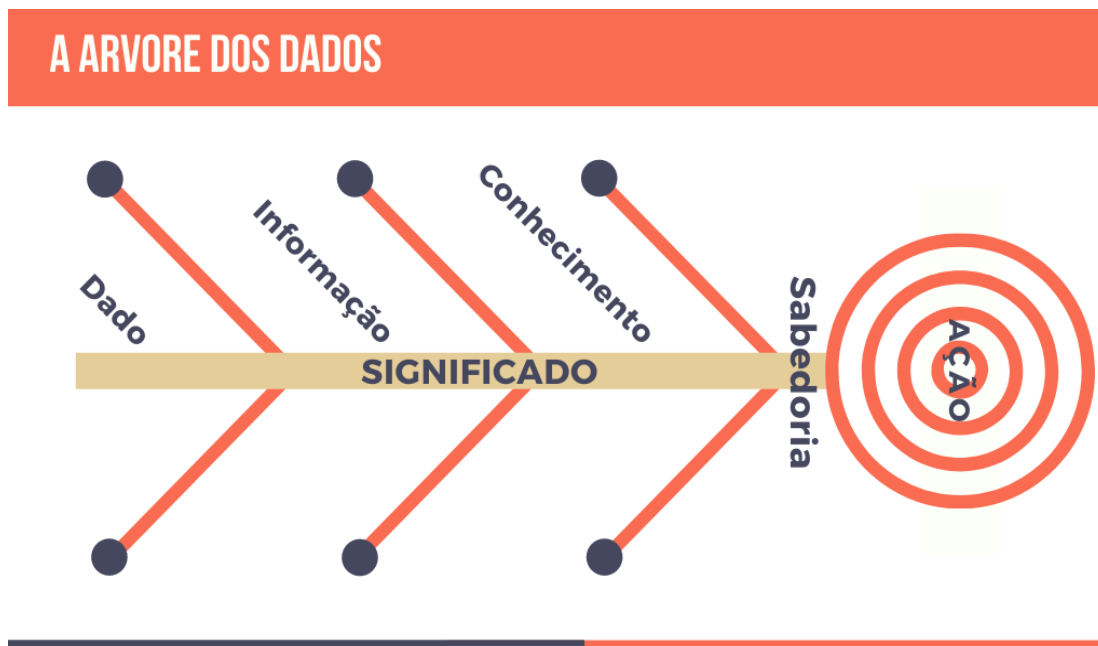 A ARVORE DOS DADOS
Dado
Informação
Conhecimento
SIGNIFICADO
Sabedoria
AÇÃO